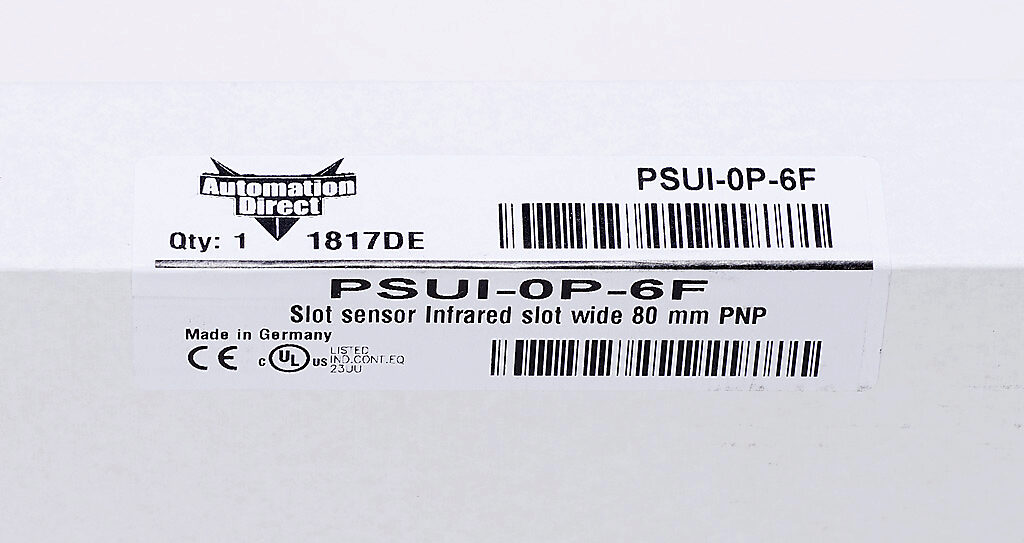 Automation
Direct
PSUI-0P-6F
Qty: 1 1817DE
PSUI-0P-6F
Slot sensor Infrared slot wide 80 mm PNP
Made in Germany
CE c UL US LISTED
IND.CONT.EQ
23UU